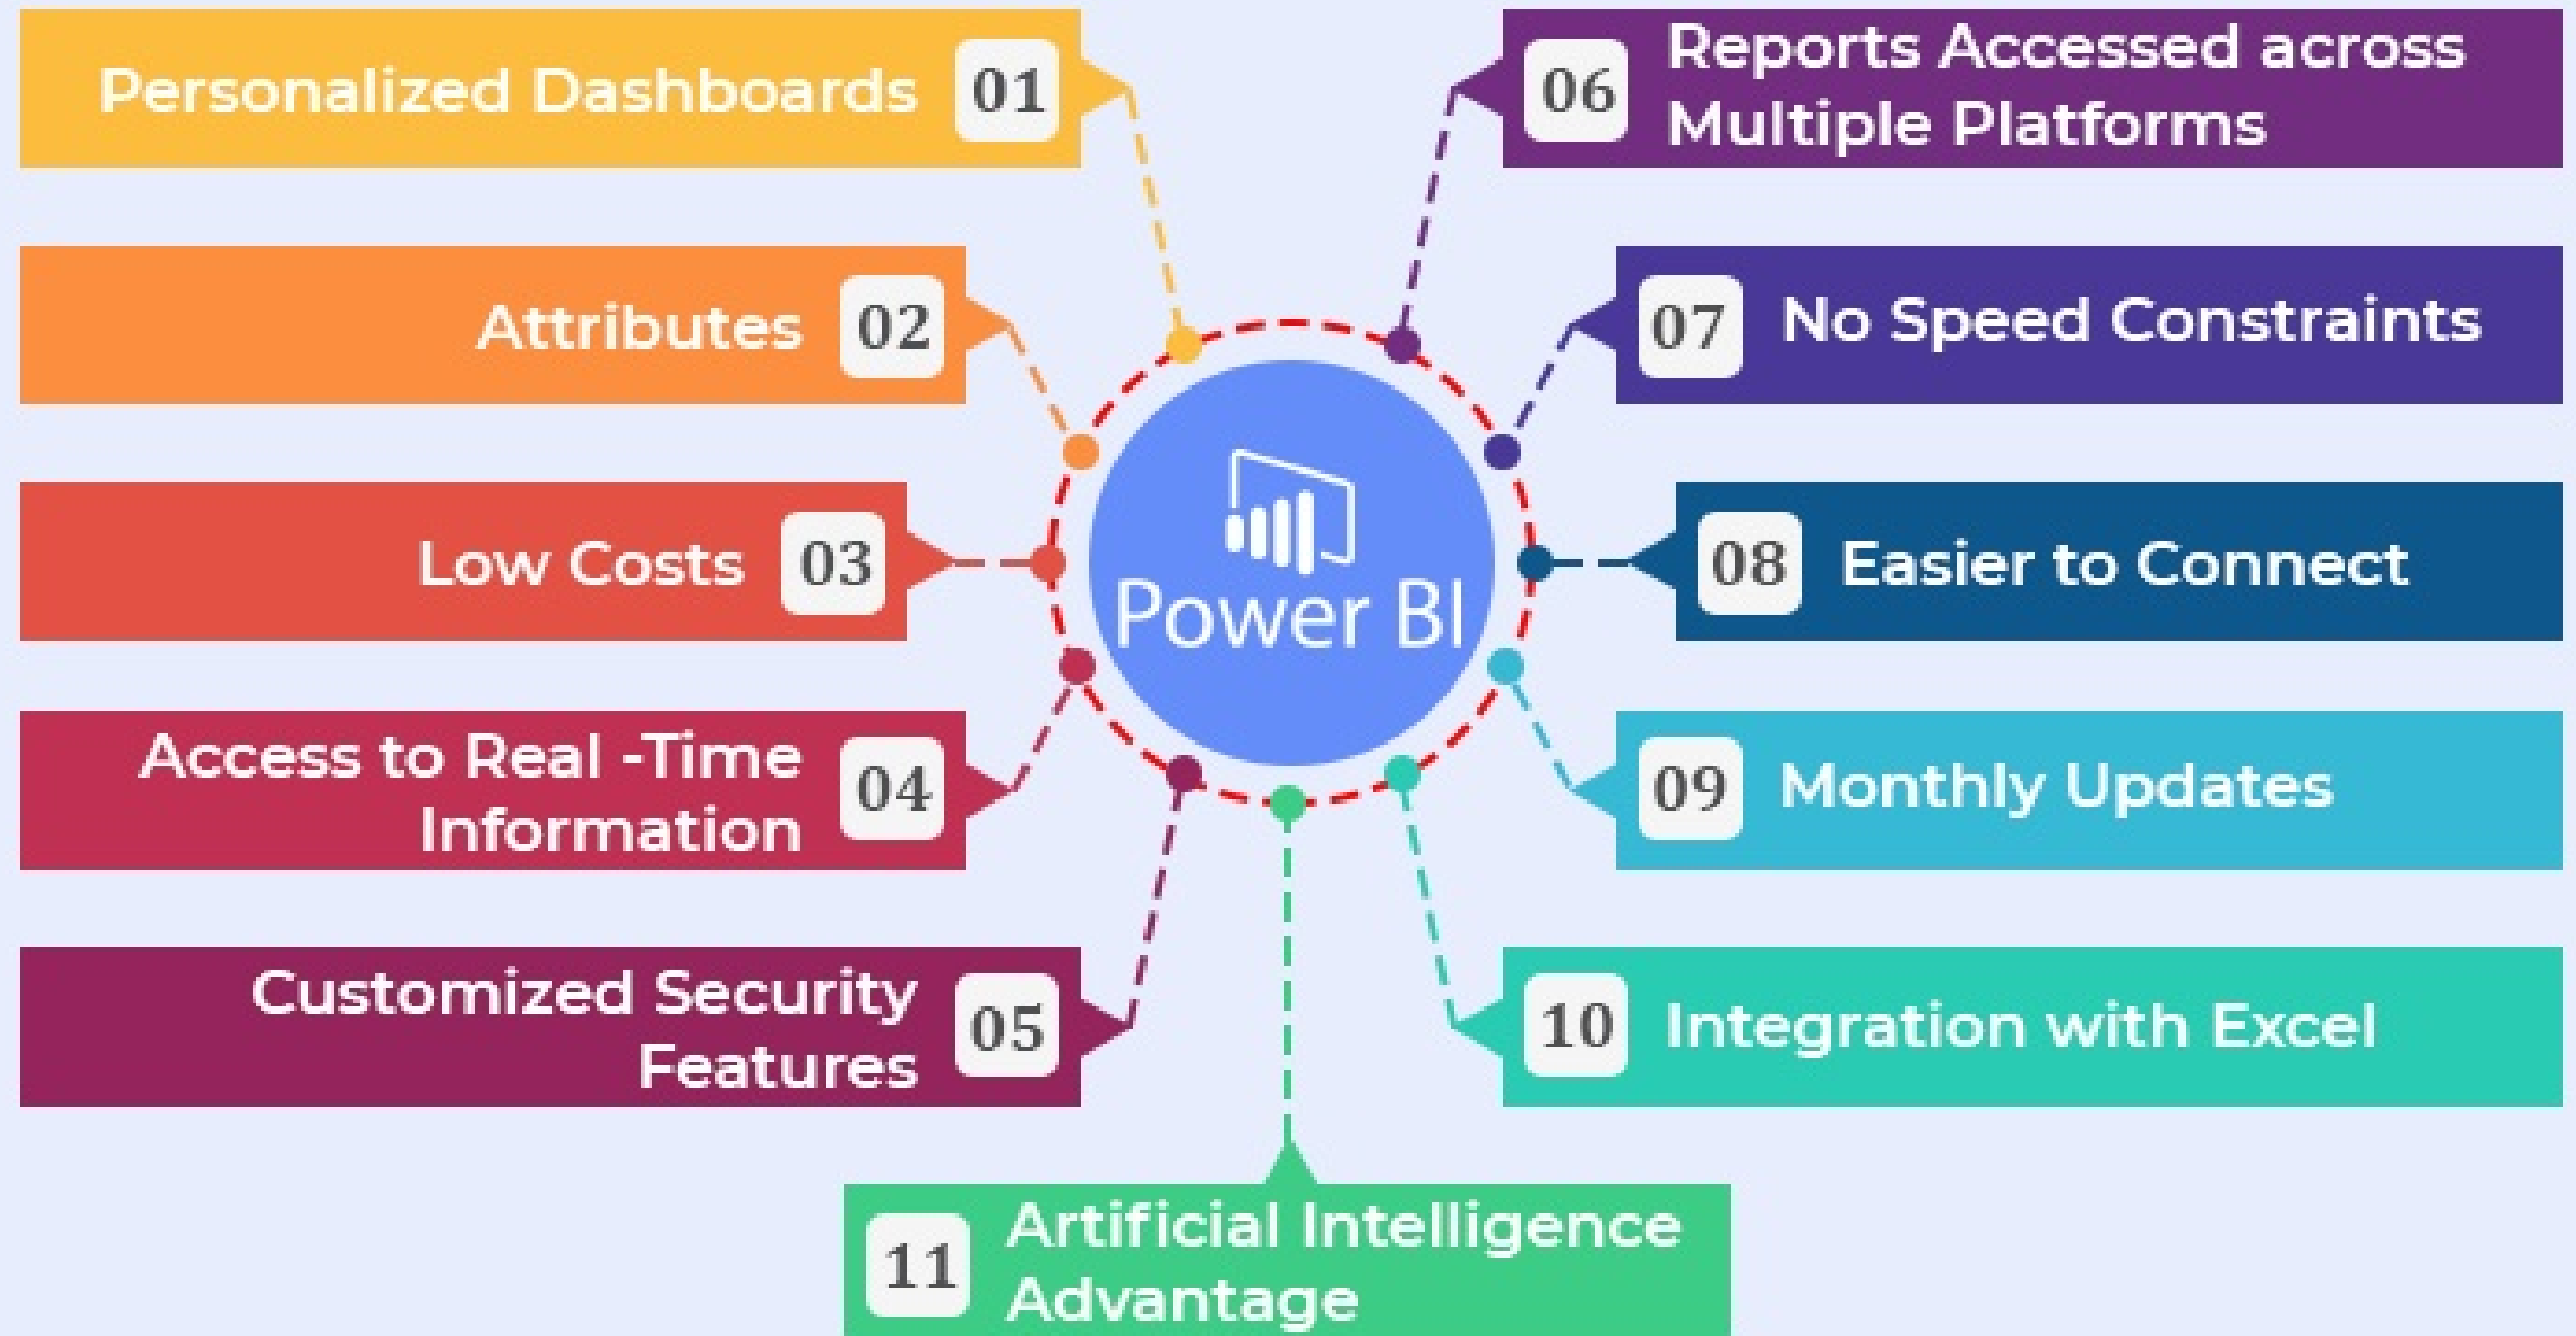 Personalized Dashboards 01
Attributes 02
Low Costs 03
Access to Real -Time
Information
04
Customized Security
Features
05
Power BI
06
Reports Accessed across
Multiple Platforms
07 No Speed Constraints
08 Easier to Connect
09 Monthly Updates
10 Integration with Excel
11
Artificial Intelligence
Advantage